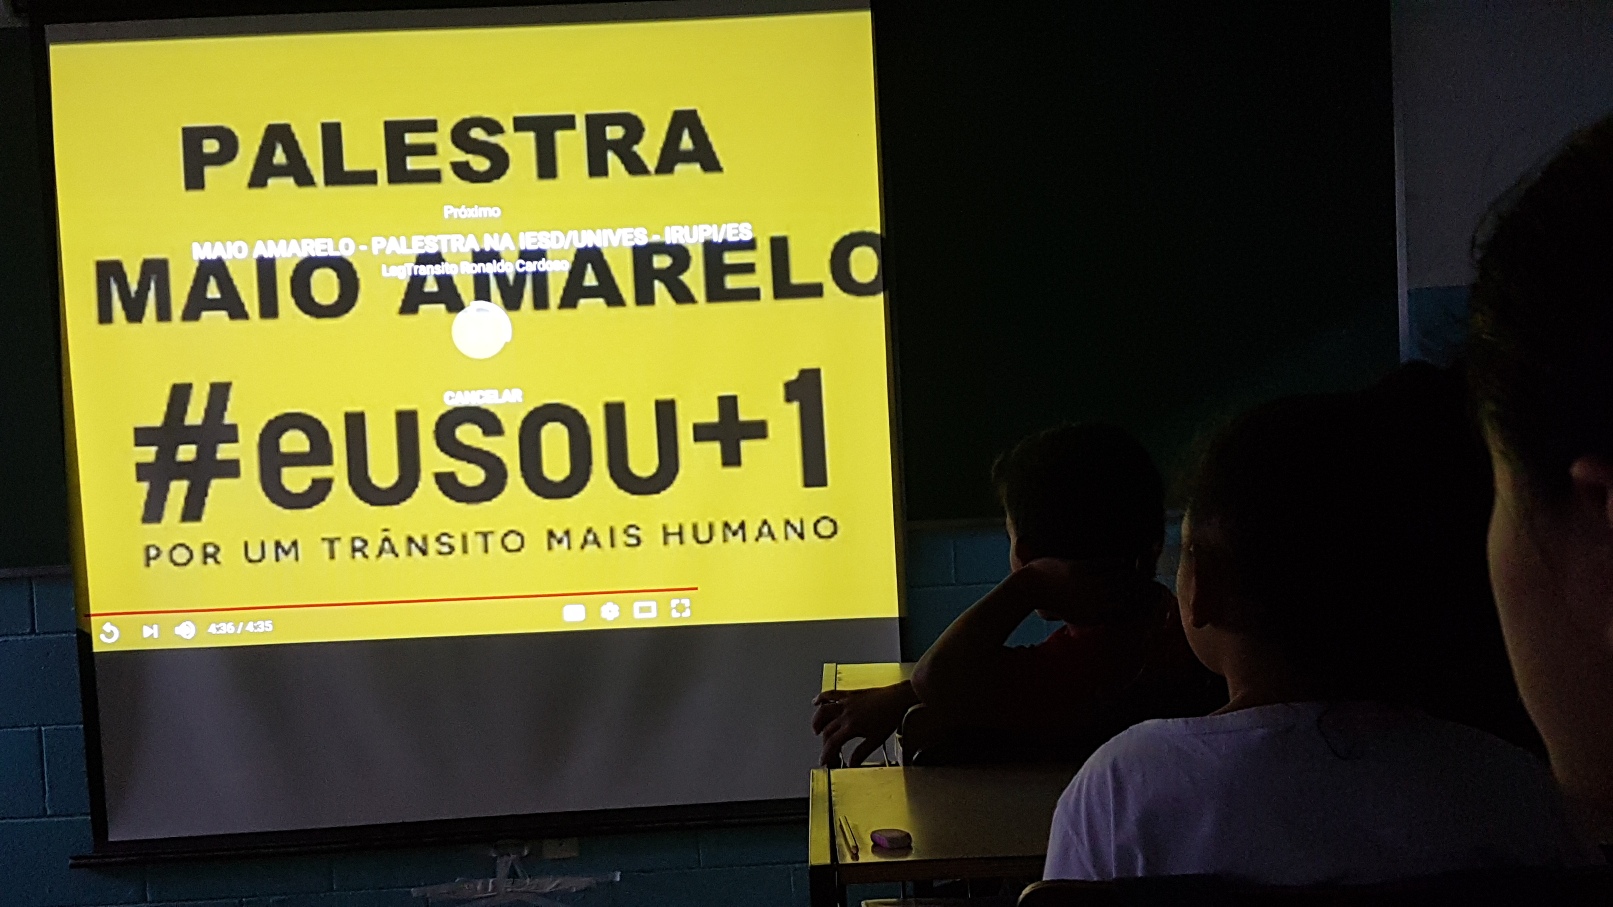 PALESTRA
Próximo
MAIO AMARELO - PALESTRA NA IESD/UNIVES - IRUPI/ES
LegTransito Ronaldo Cardoso
MAIO AMARELO
CANCELAR
#eusou+1
POR UM TRÂNSITO MAIS HUMANO
4:36 / 4:35